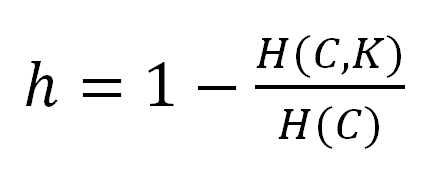 h = 1 − H(C,K) / H(C)